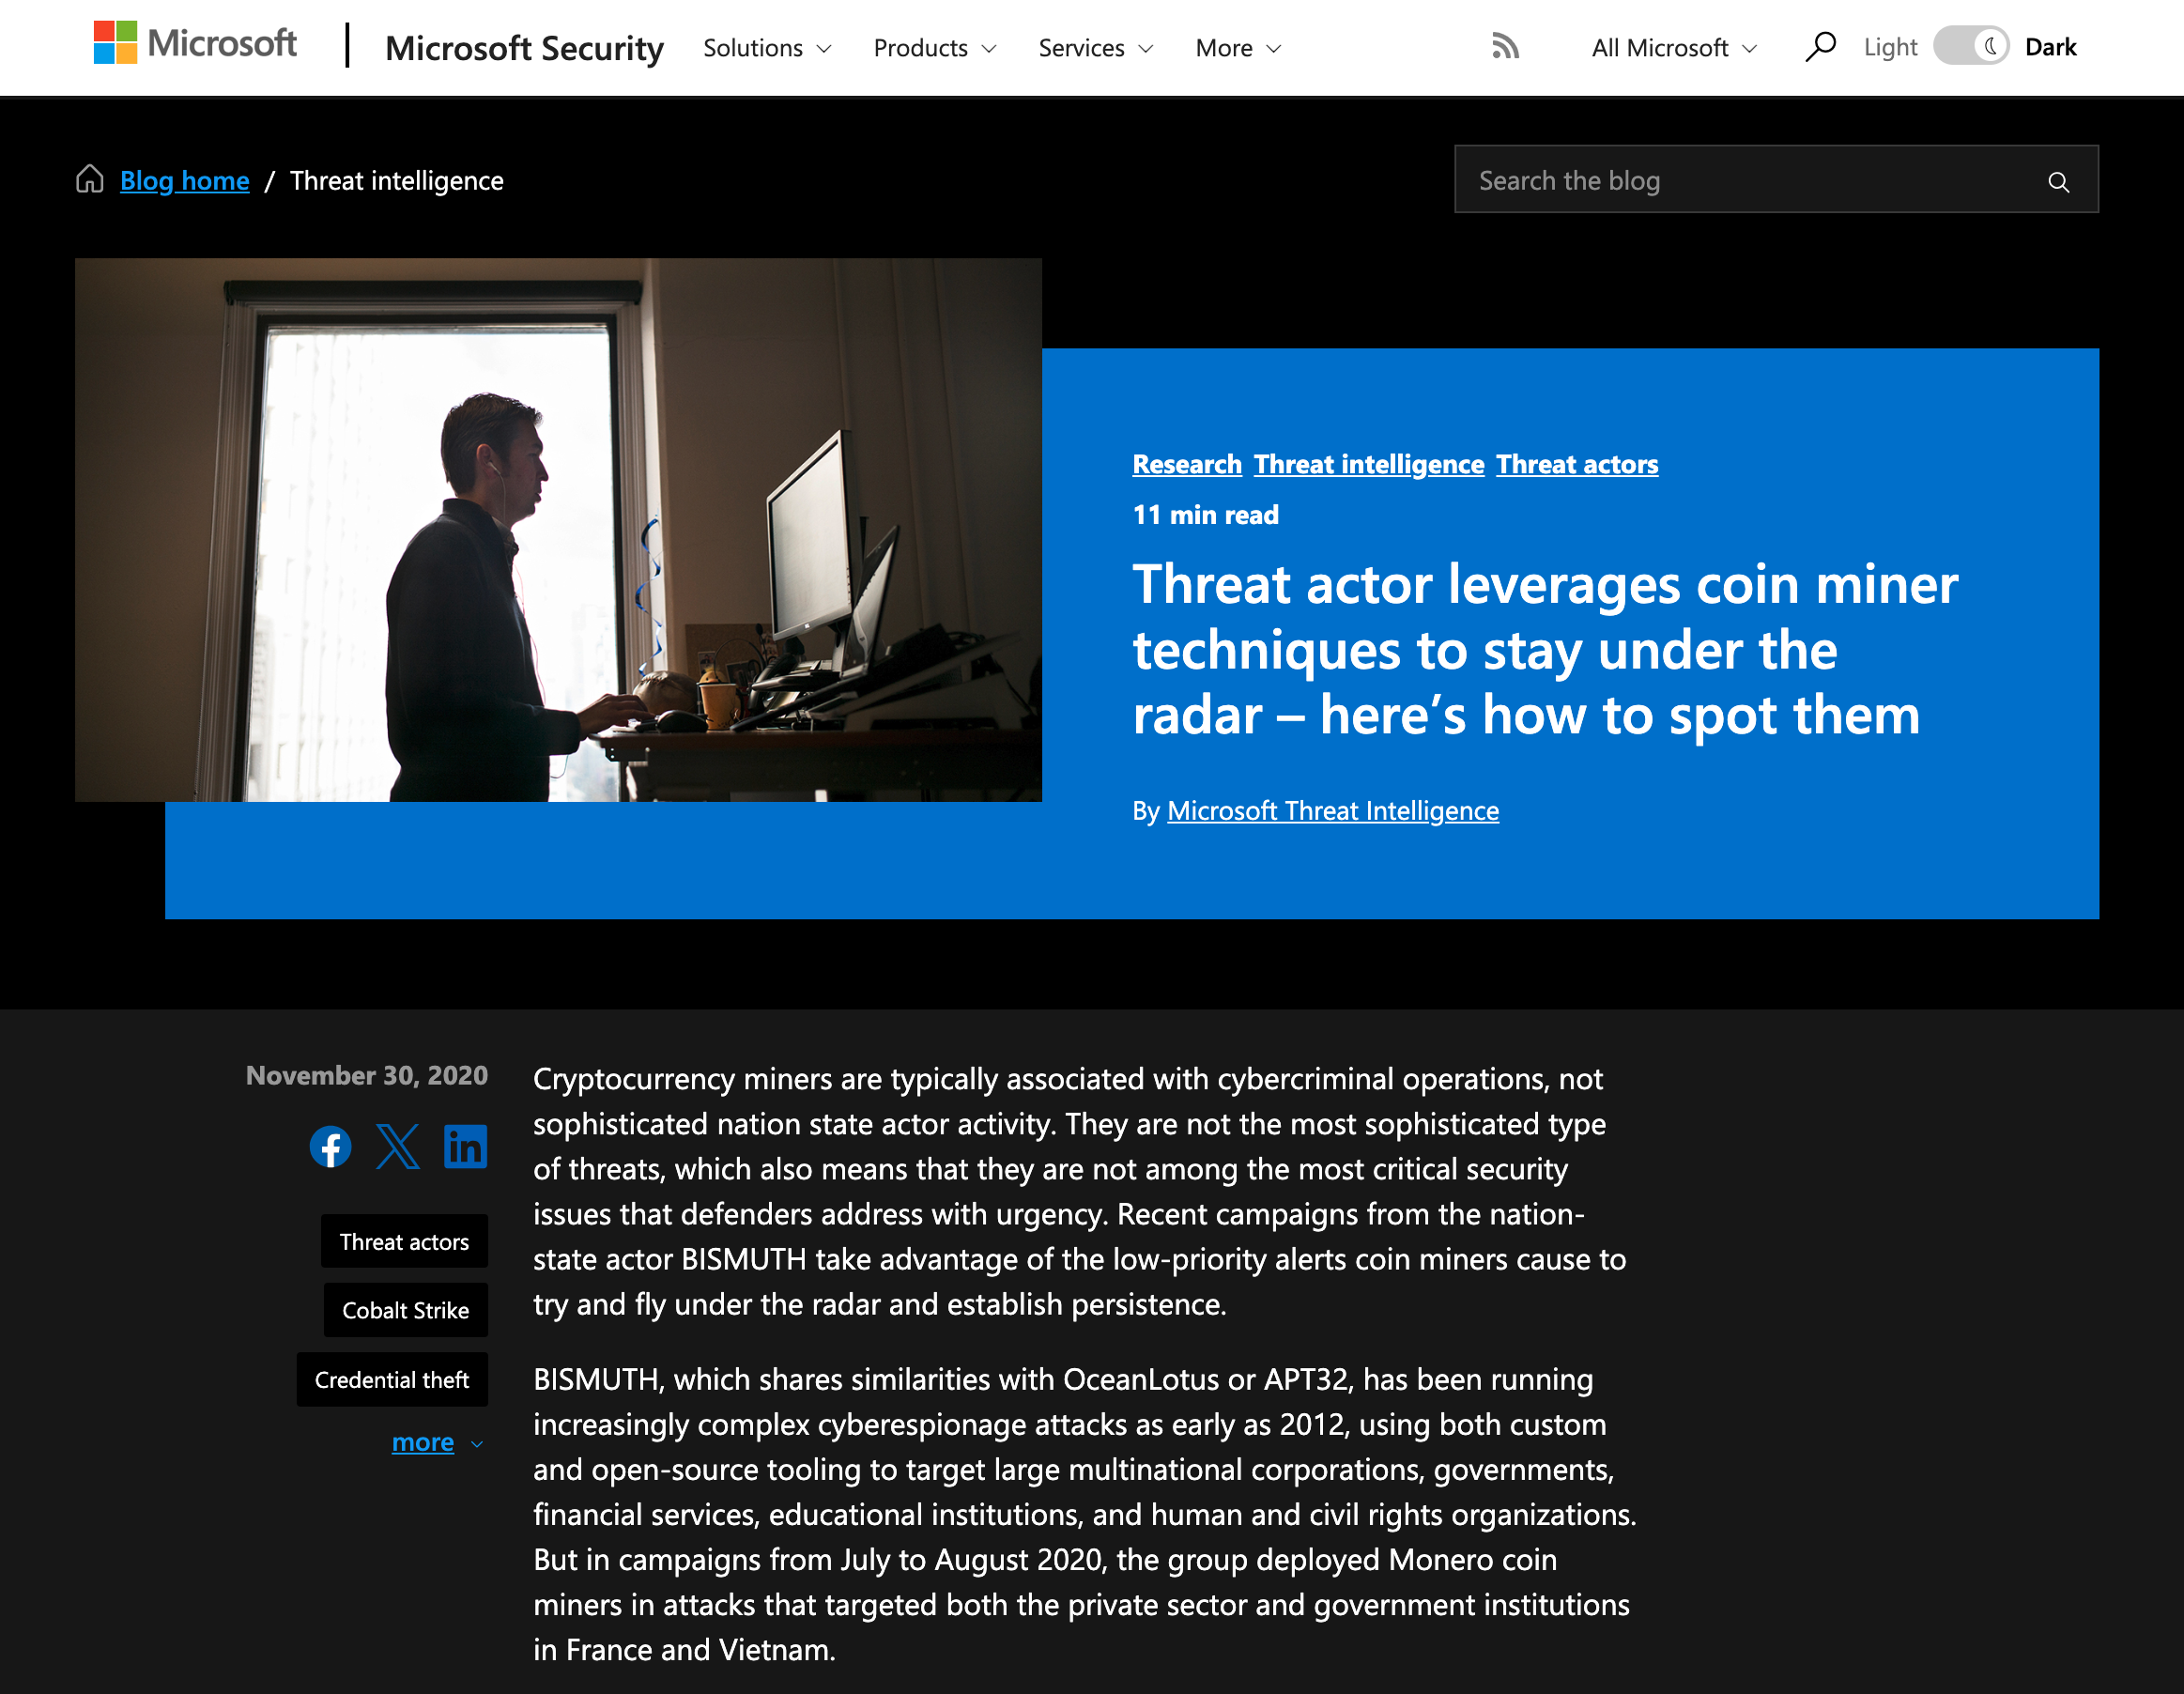 Microsoft
Microsoft Security
Solutions
Products
Services
More
All Microsoft
Light
Dark
Blog home / Threat intelligence
Search the blog
Research Threat intelligence Threat actors
11 min read
Threat actor leverages coin miner
techniques to stay under the
radar – here’s how to spot them
By Microsoft Threat Intelligence
November 30, 2020
Threat actors
Cobalt Strike
Credential theft
more
Cryptocurrency miners are typically associated with cybercriminal operations, not
sophisticated nation state actor activity. They are not the most sophisticated type
of threats, which also means that they are not among the most critical security
issues that defenders address with urgency. Recent campaigns from the nation-
state actor BISMUTH take advantage of the low-priority alerts coin miners cause to
try and fly under the radar and establish persistence.
BISMUTH, which shares similarities with OceanLotus or APT32, has been running
increasingly complex cyberespionage attacks as early as 2012, using both custom
and open-source tooling to target large multinational corporations, governments,
financial services, educational institutions, and human and civil rights organizations.
But in campaigns from July to August 2020, the group deployed Monero coin
miners in attacks that targeted both the private sector and government institutions
in France and Vietnam.